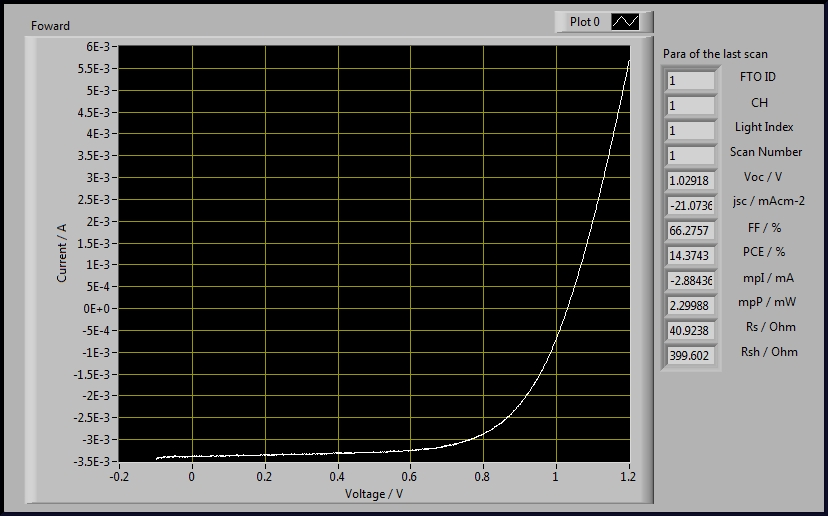 Foward
Plot 0
6E-3
5.5E-3
5E-3
4.5E-3
4E-3
3.5E-3
3E-3
2.5E-3
2E-3
1.5E-3
1E-3
5E-4
0E+0
-5E-4
-1E-3
-1.5E-3
-2E-3
-2.5E-3
-3E-3
-3.5E-3
Current / A
-0.2 0 0.2 0.4 0.6 0.8 1 1.2
Voltage / V
Para of the last scan
1 FTO ID
1 CH
1 Light Index
1 Scan Number
1.02918 Voc / V
-21.0736 jsc / mAcm-2
66.2757 FF / %
14.3743 PCE / %
-2.88436 mpI / mA
2.29988 mpP / mW
40.9238 Rs / Ohm
399.602 Rsh / Ohm